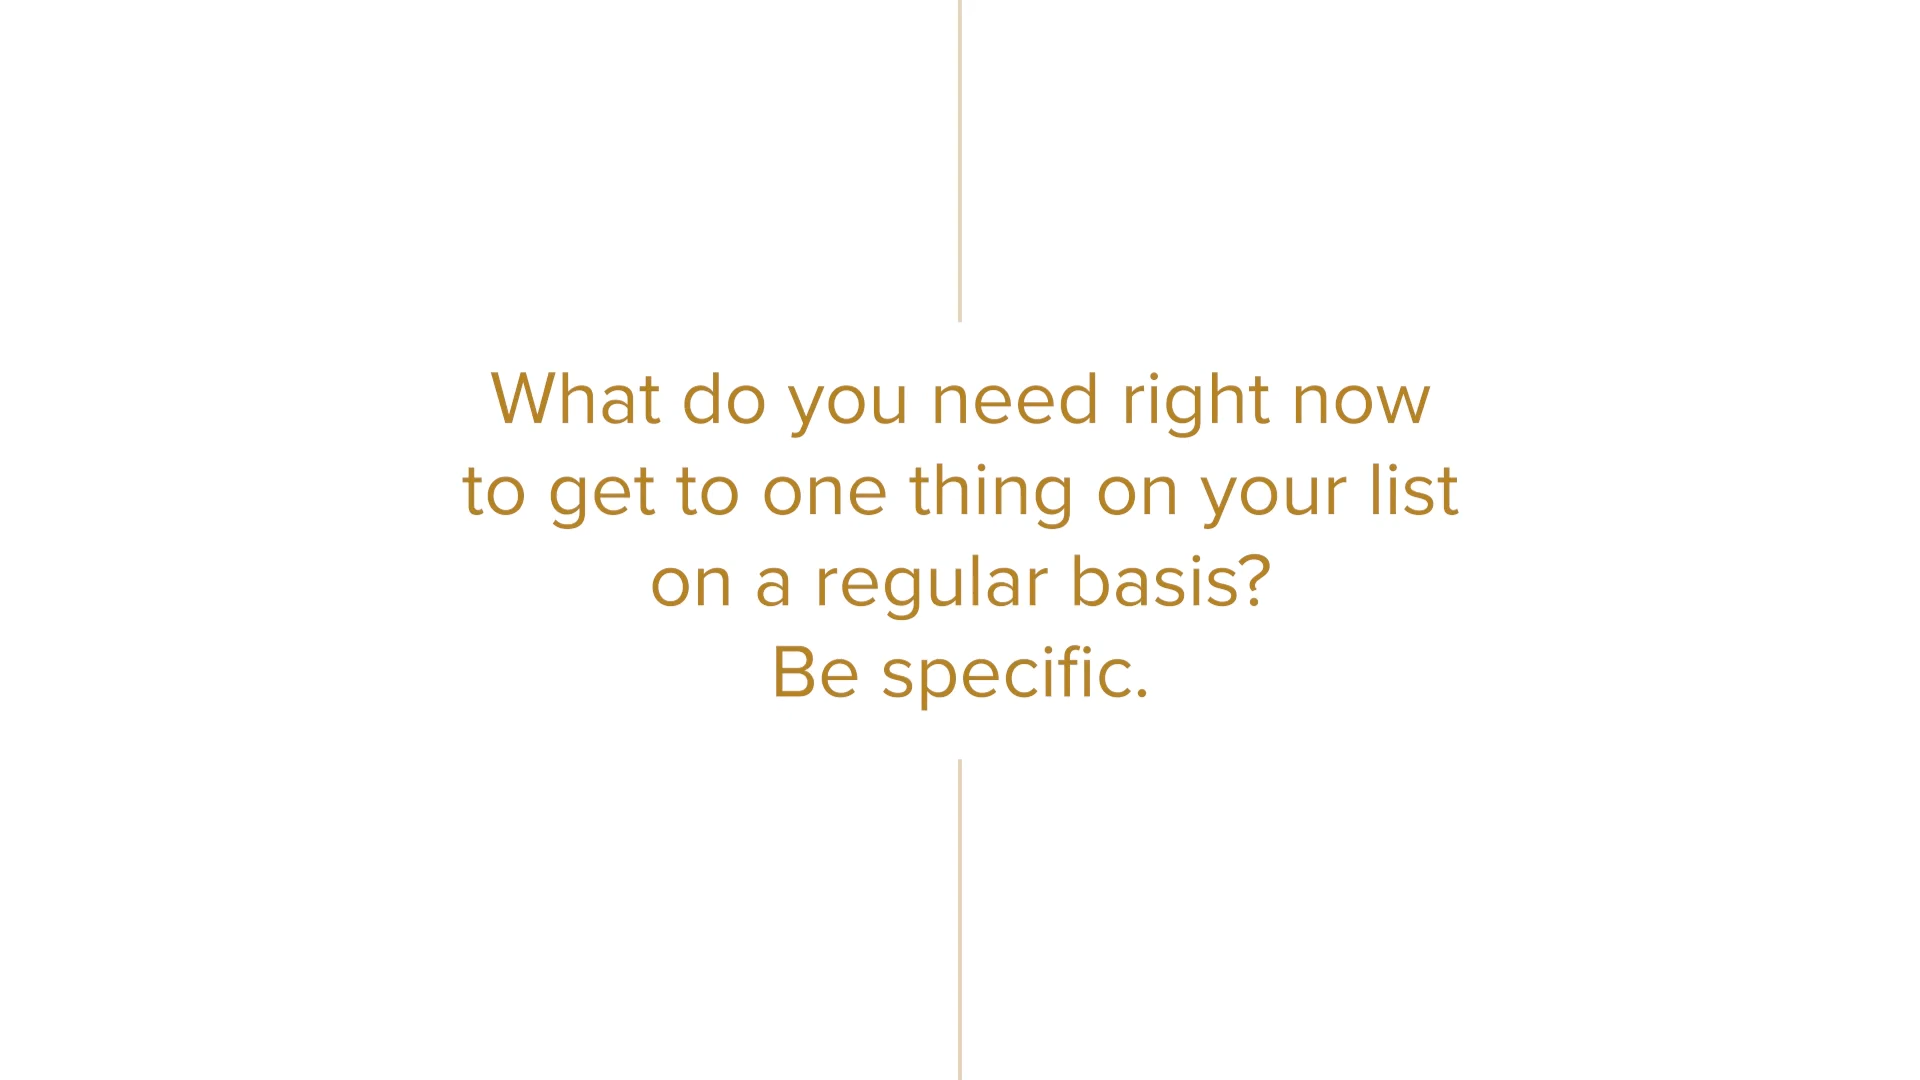 What do you need right now
to get to one thing on your list
on a regular basis?
Be specific.